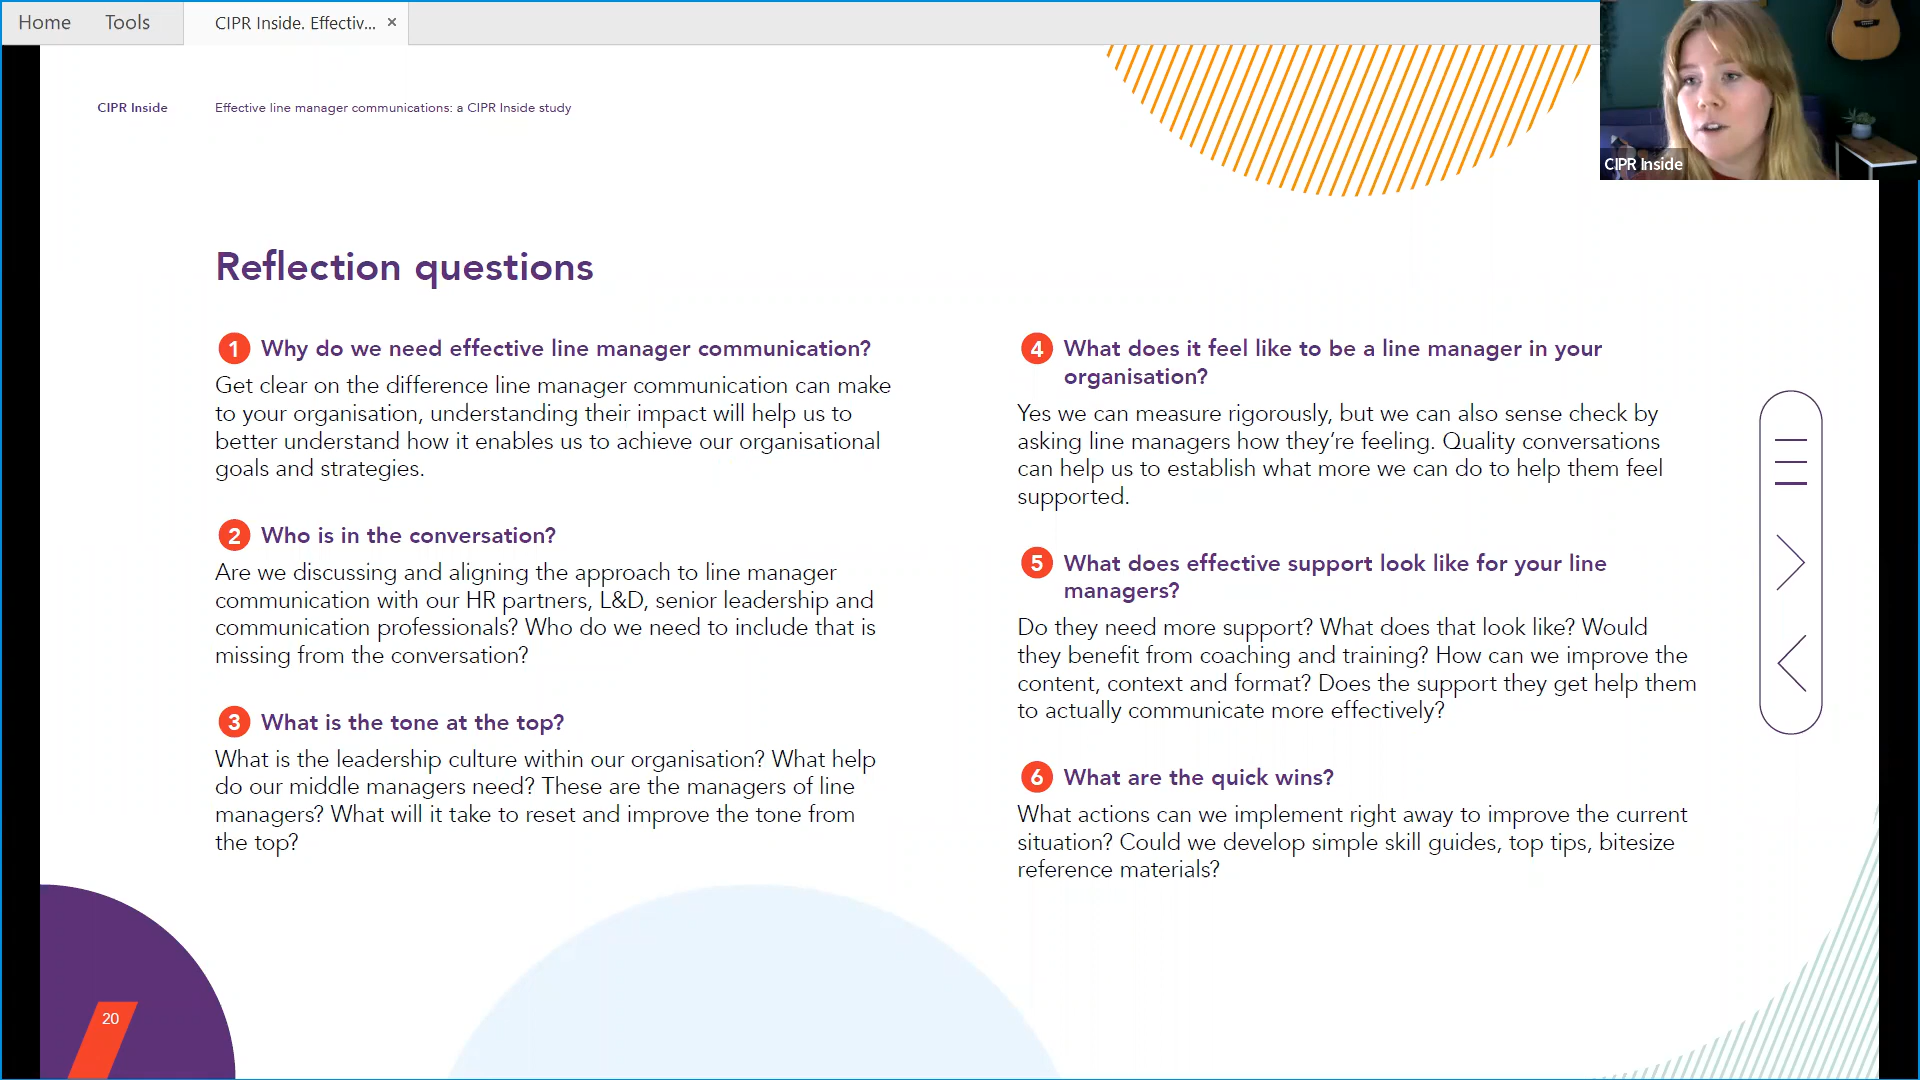 Home
Tools
CIPR Inside. Effectiv...
CIPR Inside
CIPR Inside
Effective line manager communications: a CIPR Inside study
Reflection questions
1 Why do we need effective line manager communication?
Get clear on the difference line manager communication can make
to your organisation, understanding their impact will help us to
better understand how it enables us to achieve our organisational
goals and strategies.
2 Who is in the conversation?
Are we discussing and aligning the approach to line manager
communication with our HR partners, L&D, senior leadership and
communication professionals? Who do we need to include that is
missing from the conversation?
3 What is the tone at the top?
What is the leadership culture within our organisation? What help
do our middle managers need? These are the managers of line
managers? What will it take to reset and improve the tone from
the top?
4 What does it feel like to be a line manager in your
organisation?
Yes we can measure rigorously, but we can also sense check by
asking line managers how they’re feeling. Quality conversations
can help us to establish what more we can do to help them feel
supported.
5 What does effective support look like for your line
managers?
Do they need more support? What does that look like? Would
they benefit from coaching and training? How can we improve the
content, context and format? Does the support they get help them
to actually communicate more effectively?
6 What are the quick wins?
What actions can we implement right away to improve the current
situation? Could we develop simple skill guides, top tips, bitesize
reference materials?
20